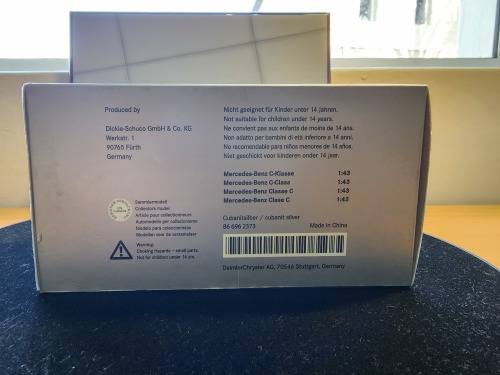 Produced by
Dickie-Schuco GmbH & Co. KG
Werkstr. 1
90765 Fürth
Germany
Nicht geeignet für Kinder unter 14 Jahren.
Not suitable for children under 14 years.
Ne convient pas aux enfants de moins de 14 ans.
Non adatto per bambini di età inferiore a 14 anni.
No recomendable para niños menores de 14 años.
Niet geschickt voor kinderen onder 14 jaar.
Mercedes-Benz C-Klasse 1:43
Mercedes-Benz C-Class 1:43
Mercedes-Benz Classe C 1:43
Mercedes-Benz Clase C 1:43
Sammlermodell
Collectors model
Article pour collectionneurs
Automodelle per collezionismo
Modelo para coleccionistas
Modellen voor de verzamelaar
Cubanitsilber / cubanit silver
B6 696 2373 Made in China
Warning:
Choking hazards – small parts.
Not for children under 14 years.
DaimlerChrysler AG, 70546 Stuttgart, Germany